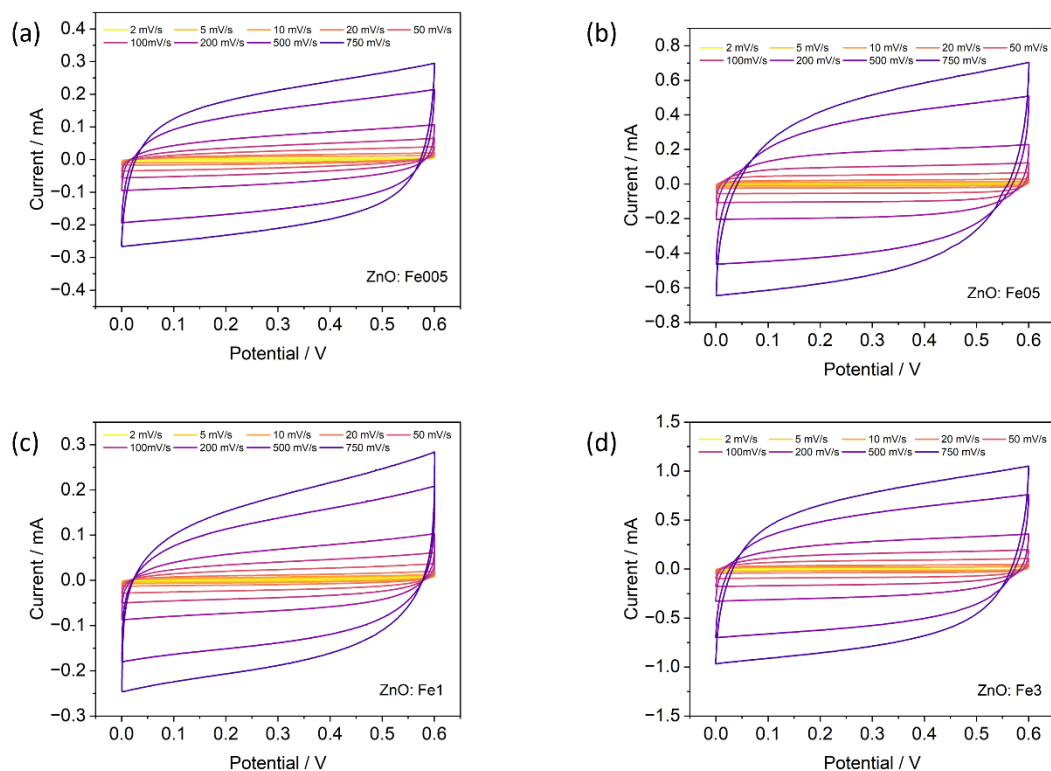 (a)
2 mV/s 5 mV/s 10 mV/s 20 mV/s 50 mV/s
100mV/s 200 mV/s 500 mV/s 750 mV/s
0.4
0.3
0.2
0.1
0.0
−0.1
−0.2
−0.3
−0.4
Current / mA
ZnO: Fe005
0.0 0.1 0.2 0.3 0.4 0.5 0.6
Potential / V
(b)
2 mV/s 5 mV/s 10 mV/s 20 mV/s 50 mV/s
100mV/s 200 mV/s 500 mV/s 750 mV/s
0.8
0.6
0.4
0.2
0.0
−0.2
−0.4
−0.6
−0.8
Current / mA
ZnO: Fe05
0.0 0.1 0.2 0.3 0.4 0.5 0.6
Potential / V
(c)
2 mV/s 5 mV/s 10 mV/s 20 mV/s 50 mV/s
100mV/s 200 mV/s 500 mV/s 750 mV/s
0.3
0.2
0.1
0.0
−0.1
−0.2
−0.3
Current / mA
ZnO: Fe1
0.0 0.1 0.2 0.3 0.4 0.5 0.6
Potential / V
(d)
2 mV/s 5 mV/s 10 mV/s 20 mV/s 50 mV/s
100mV/s 200 mV/s 500 mV/s 750 mV/s
1.5
1.0
0.5
0.0
−0.5
−1.0
−1.5
Current / mA
ZnO: Fe3
0.0 0.1 0.2 0.3 0.4 0.5 0.6
Potential / V